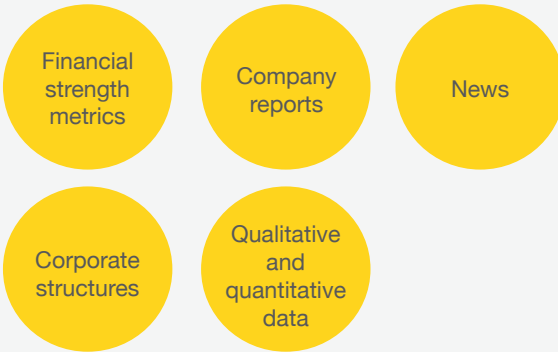 Financial
strength
metrics
Company
reports
News
Corporate
structures
Qualitative
and
quantitative
data